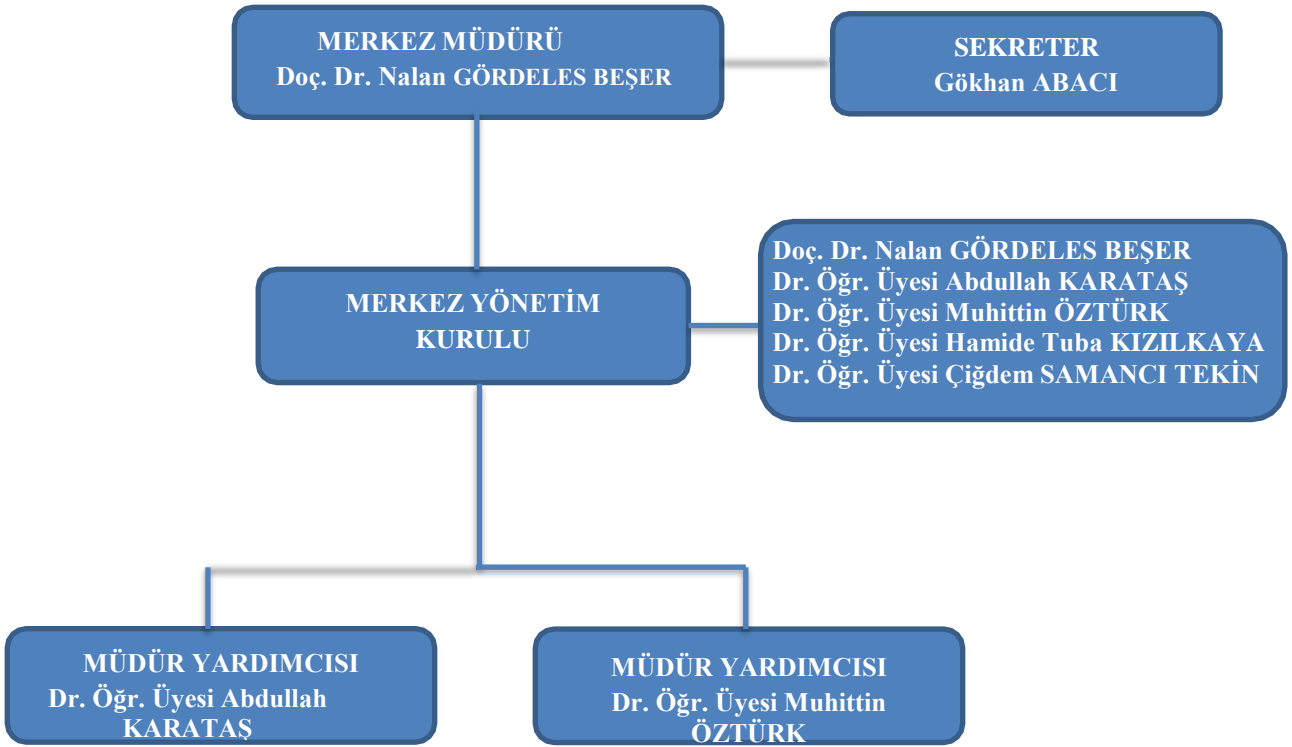 MERKEZ MÜDÜRÜ
Doç. Dr. Nalan GÖRDELES BEŞER
SEKRETER
Gökhan ABACI
MERKEZ YÖNETİM
KURULU
Doç. Dr. Nalan GÖRDELES BEŞER
Dr. Öğr. Üyesi Abdullah KARATAŞ
Dr. Öğr. Üyesi Muhittin ÖZTÜRK
Dr. Öğr. Üyesi Hamide Tuba KIZILKAYA
Dr. Öğr. Üyesi Çiğdem SAMANCI TEKİN
MÜDÜR YARDIMCISI
Dr. Öğr. Üyesi Abdullah
KARATAŞ
MÜDÜR YARDIMCISI
Dr. Öğr. Üyesi Muhittin
ÖZTÜRK